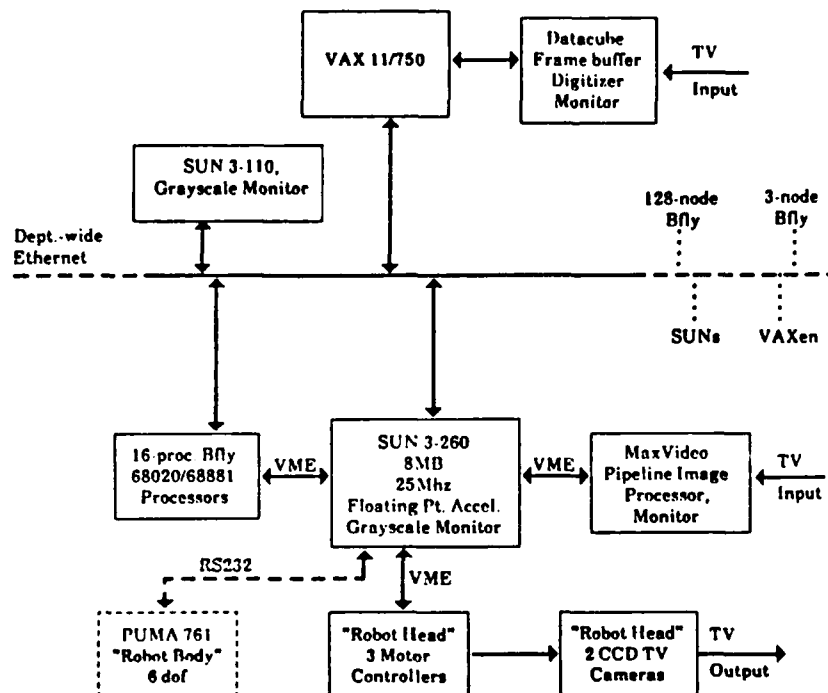 VAX 11/750
Datacube
Frame buffer
Digitizer
Monitor
TV
Input
SUN 3-110,
Grayscale Monitor
128-node
Bfly
3-node
Bfly
Dept.-wide
Ethernet
SUNs
VAXen
16-proc Bfly
68020/68881
Processors
VME
SUN 3-260
8MB
25Mhz
Floating Pt. Accel.
Grayscale Monitor
VME
MaxVideo
Pipeline Image
Processor,
Monitor
TV
Input
RS232
VME
PUMA 761
"Robot Body"
6 dof
"Robot Head"
3 Motor
Controllers
"Robot Head"
2 CCD TV
Cameras
TV
Output